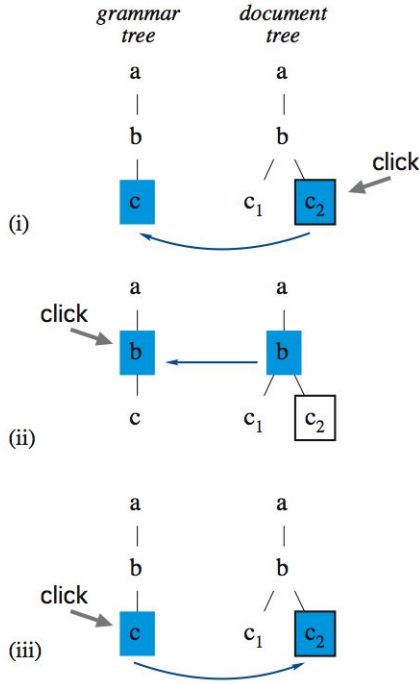 grammar tree document tree
a a
b b
click
c c1 c2
(i)
a a
click
b b
c c1 c2
(ii)
a a
b b
click
c c1 c2
(iii)